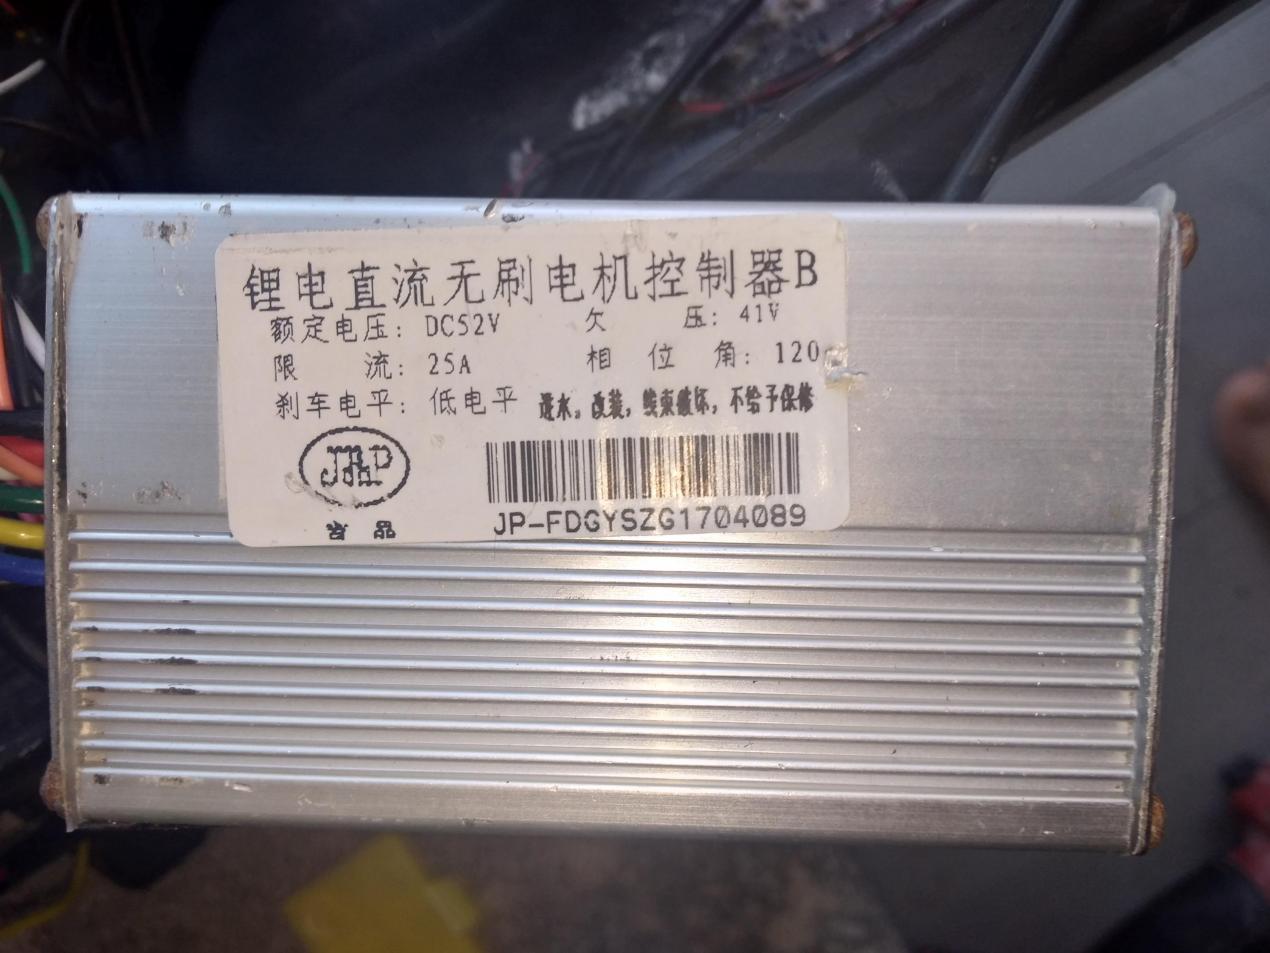 锂电直流无刷电机控制器B
额定电压：DC52V 欠 压：41V
限 流：25A 相 位 角：120
刹车电平：低电平 进水。改装，线束破坏，不给予保修
JP-FDGYSZG1704089